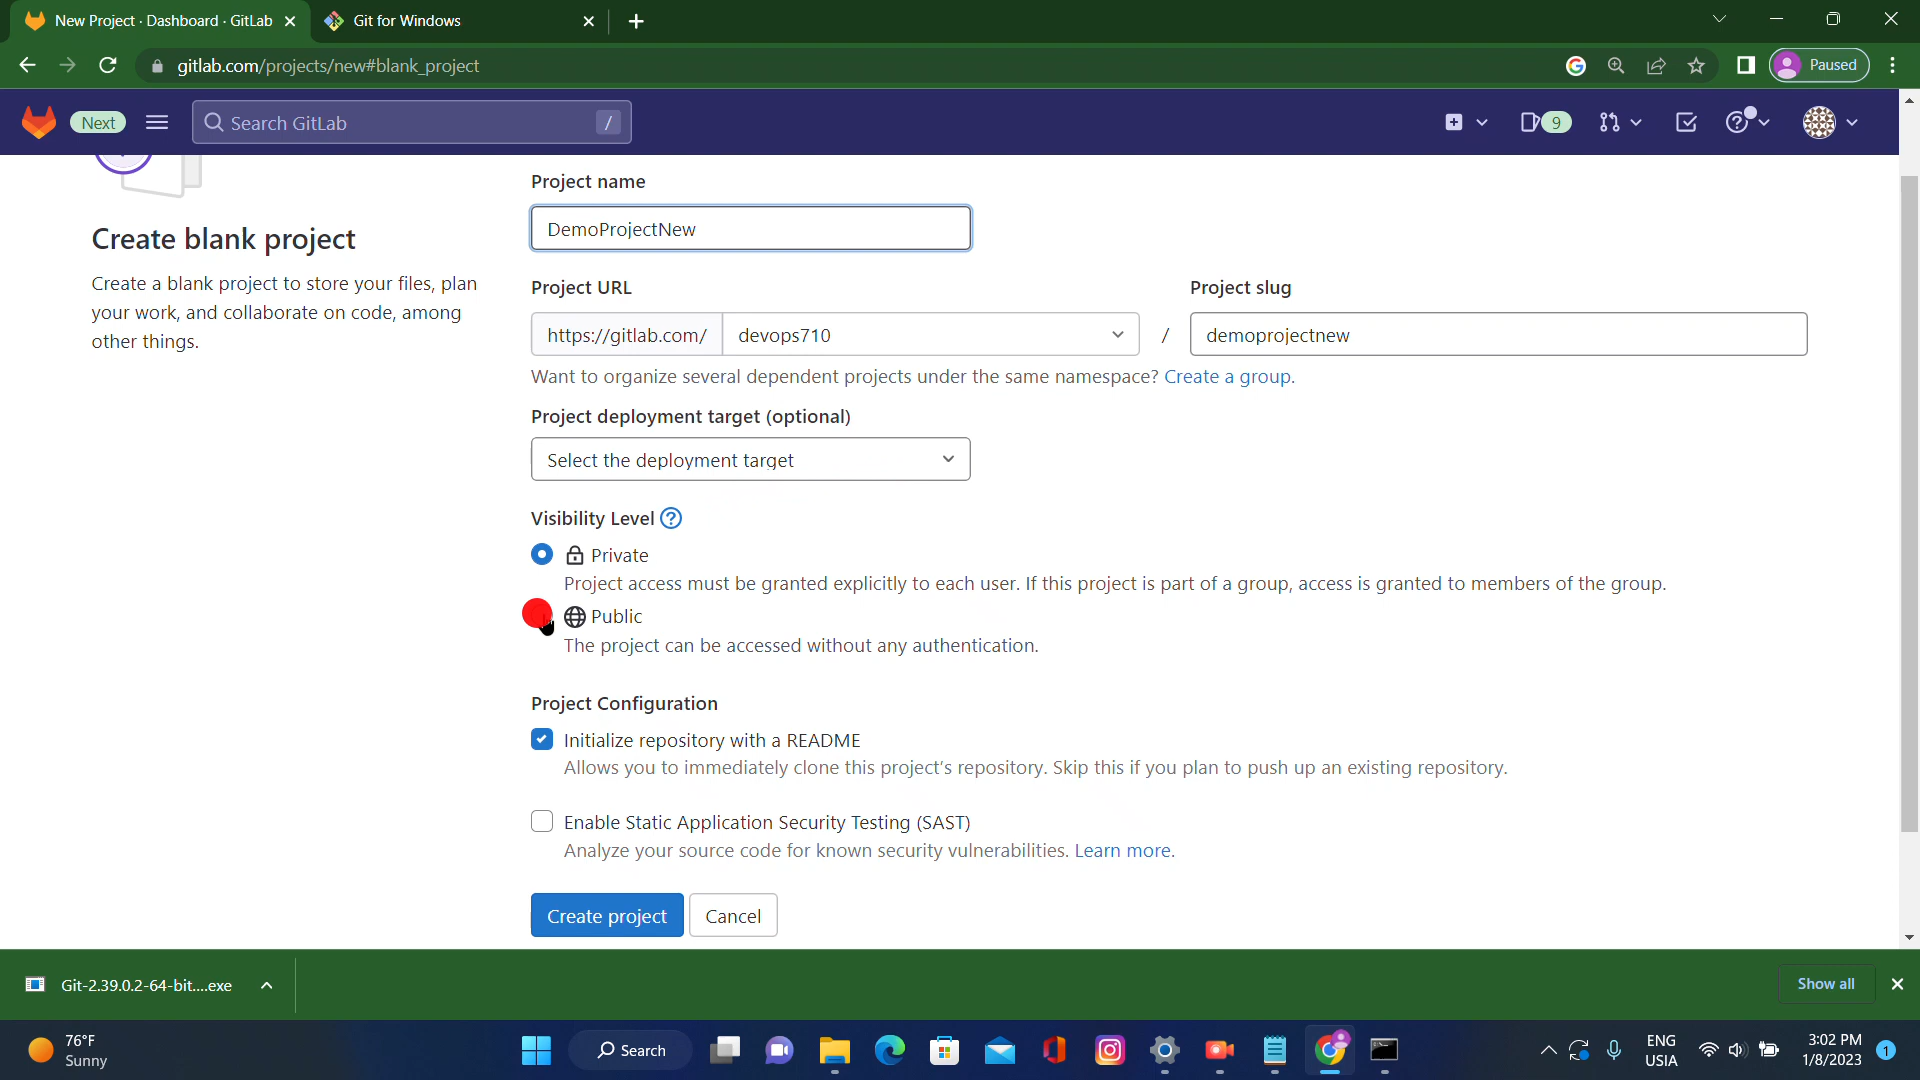 New Project · Dashboard · GitLab
Git for Windows
gitlab.com/projects/new#blank_project
Paused
Next
Search GitLab
/
9
Project name
DemoProjectNew
Create blank project
Create a blank project to store your files, plan
your work, and collaborate on code, among
other things.
Project URL
Project slug
https://gitlab.com/
devops710
/
demoprojectnew
Want to organize several dependent projects under the same namespace? Create a group.
Project deployment target (optional)
Select the deployment target
Visibility Level
Private
Project access must be granted explicitly to each user. If this project is part of a group, access is granted to members of the group.
Public
The project can be accessed without any authentication.
Project Configuration
Initialize repository with a README
Allows you to immediately clone this project's repository. Skip this if you plan to push up an existing repository.
Enable Static Application Security Testing (SAST)
Analyze your source code for known security vulnerabilities. Learn more.
Create project
Cancel
Git-2.39.0.2-64-bit....exe
Show all
76°F
Sunny
Search
ENG
USIA
3:02 PM
1/8/2023
1